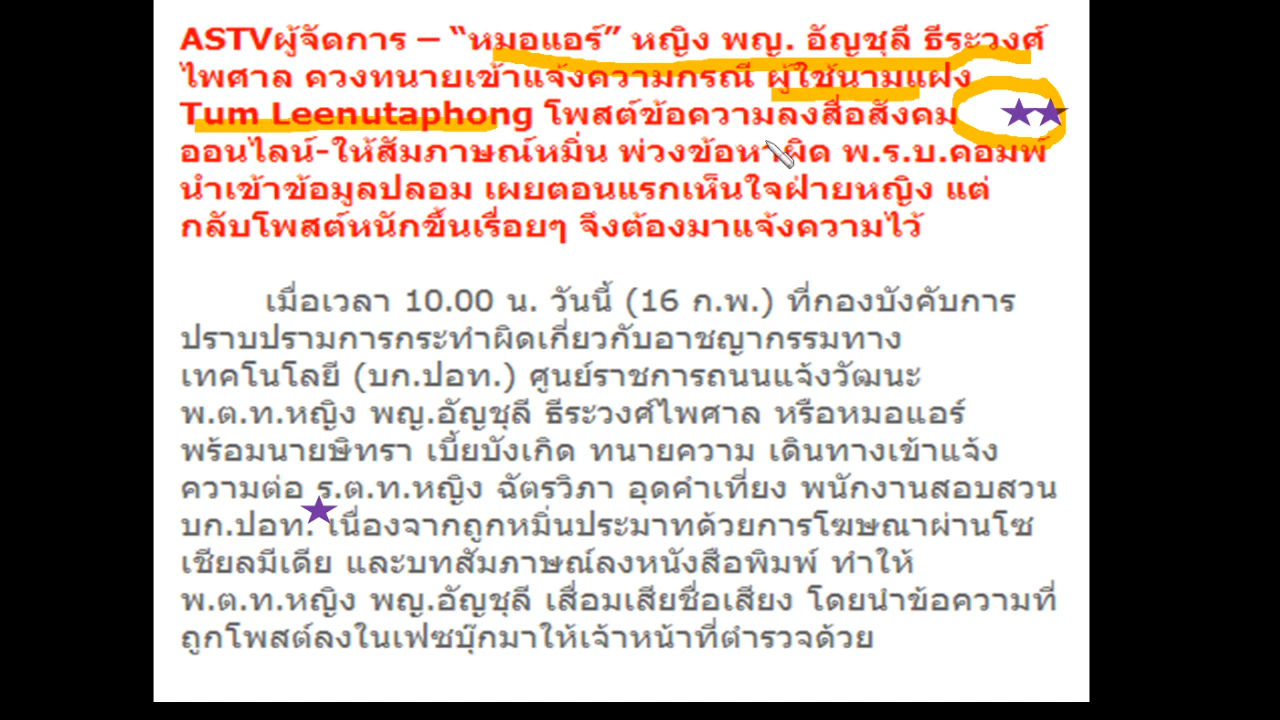 ASTVผู้จัดการ – “หมอแอร์” หญิง พญ. อัญชุลี ธีระวงศ์
ไพศาล ควงทนายเข้าแจ้งความกรณี ผู้ใช้นามแฝง
Tum Leenutaphong โพสต์ข้อความลงสื่อสังคม
ออนไลน์-ให้สัมภาษณ์หมิ่น พ่วงข้อหาผิด พ.ร.บ.คอมพ์
นำเข้าข้อมูลปลอม เผยตอนแรกเห็นใจฝ่ายหญิง แต่
กลับโพสต์หนักขึ้นเรื่อยๆ จึงต้องมาแจ้งความไว้
เมื่อเวลา 10.00 น. วันนี้ (16 ก.พ.) ที่กองบังคับการ
ปราบปรามการกระทำผิดเกี่ยวกับอาชญากรรมทาง
เทคโนโลยี (บก.ปอท.) ศูนย์ราชการถนนแจ้งวัฒนะ
พ.ต.ท.หญิง พญ.อัญชุลี ธีระวงศ์ไพศาล หรือหมอแอร์
พร้อมนายษิทรา เบี้ยบังเกิด ทนายความ เดินทางเข้าแจ้ง
ความต่อ ร.ต.ท.หญิง ฉัตรวิภา อุดคำเที่ยง พนักงานสอบสวน
บก.ปอท. เนื่องจากถูกหมิ่นประมาทด้วยการโฆษณาผ่านโซ
เชียลมีเดีย และบทสัมภาษณ์ลงหนังสือพิมพ์ ทำให้
พ.ต.ท.หญิง พญ.อัญชุลี เสื่อมเสียชื่อเสียง โดยนำข้อความที่
ถูกโพสต์ลงในเฟซบุ๊กมาให้เจ้าหน้าที่ตำรวจด้วย